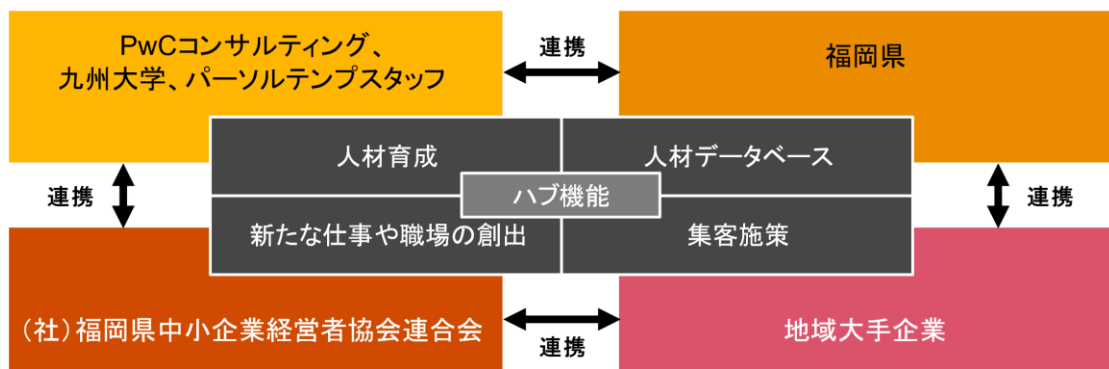 PwCコンサルティング、
九州大学、パーソルテンプスタッフ
連携
福岡県
人材育成
人材データベース
連携
ハブ機能
連携
新たな仕事や職場の創出
集客施策
（社）福岡県中小企業経営者協会連合会
連携
地域大手企業